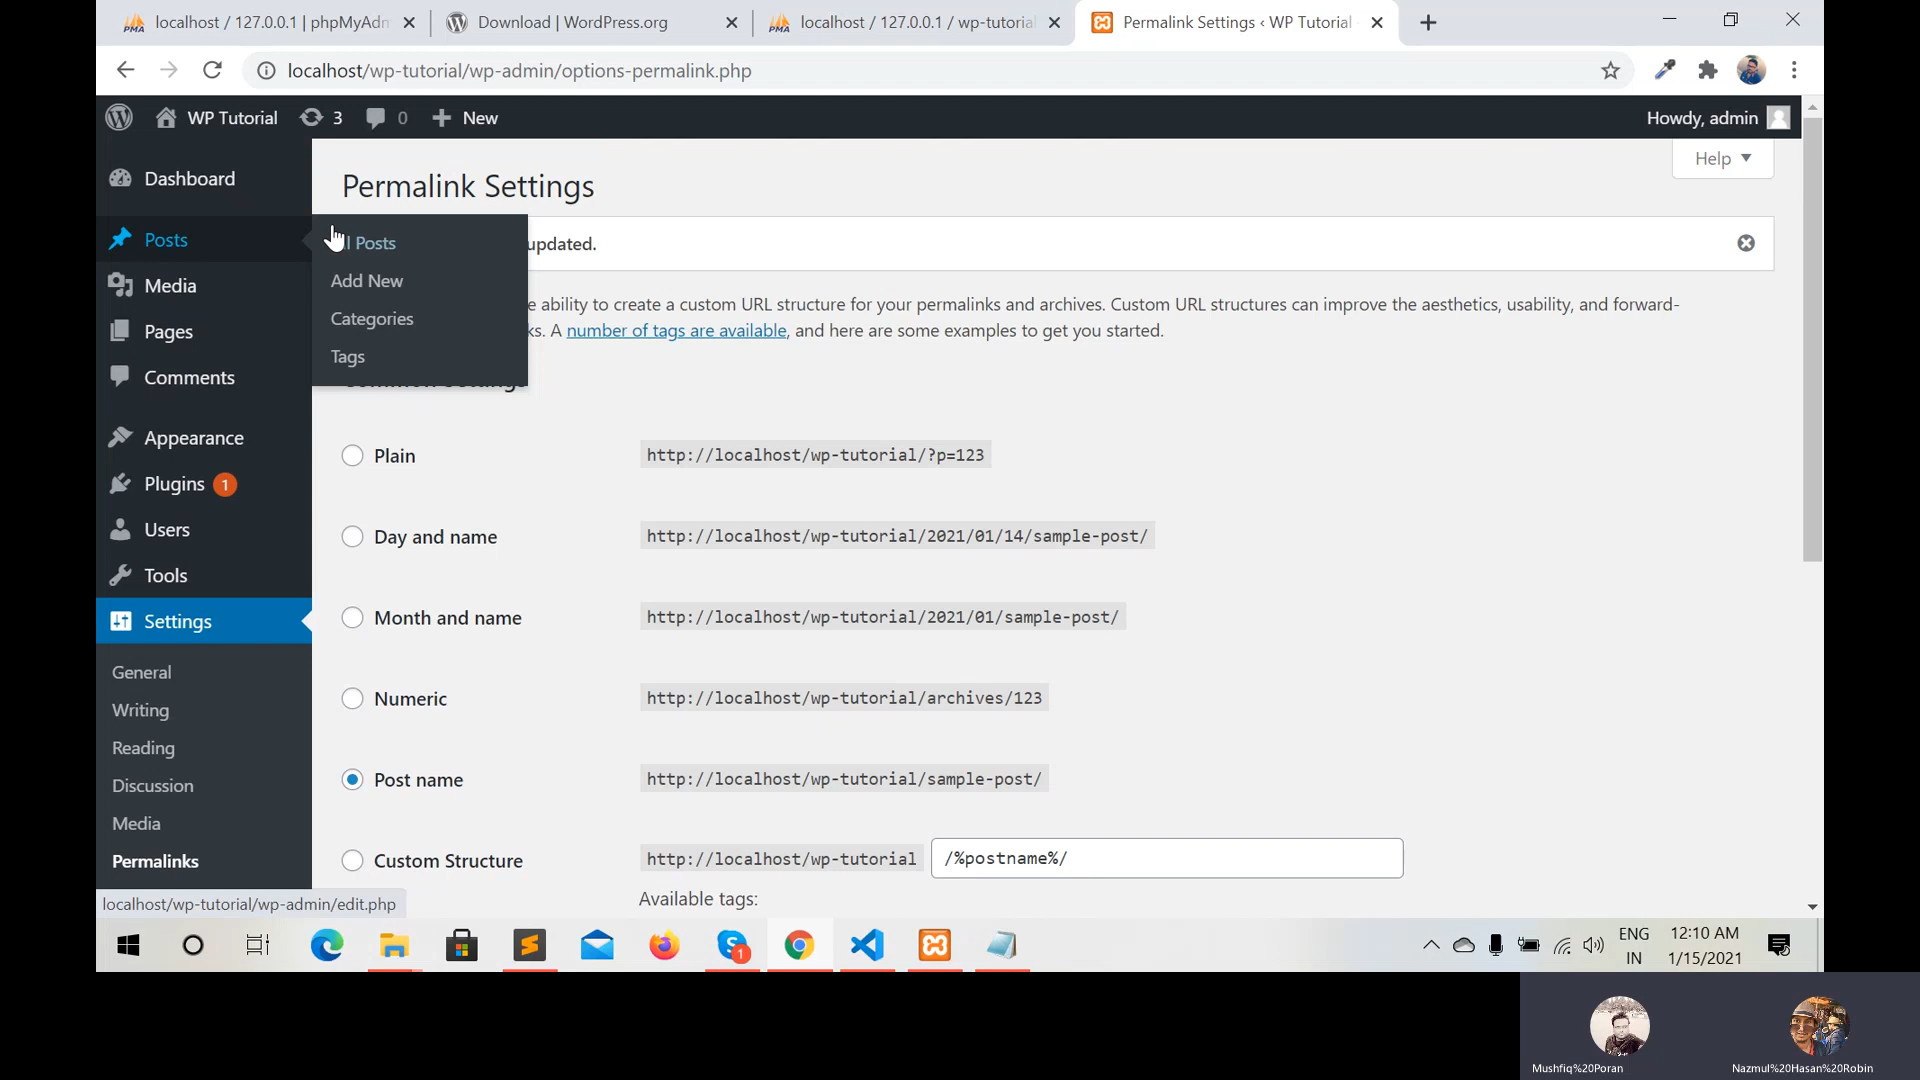 localhost / 127.0.0.1 | phpMyAdm
Download | WordPress.org
localhost / 127.0.0.1 / wp-tutorial
Permalink Settings ‹ WP Tutorial
localhost/wp-tutorial/wp-admin/options-permalink.php
WP Tutorial
3
0
New
Howdy, admin
Help
Dashboard
Posts
Media
Pages
Comments
Appearance
Plugins 1
Users
Tools
Settings
General
Writing
Reading
Discussion
Media
Permalinks
Posts
Add New
Categories
Tags
Permalink Settings
updated.
ability to create a custom URL structure for your permalinks and archives. Custom URL structures can improve the aesthetics, usability, and forward-
A number of tags are available, and here are some examples to get you started.
Plain
http://localhost/wp-tutorial/?p=123
Day and name
http://localhost/wp-tutorial/2021/01/14/sample-post/
Month and name
http://localhost/wp-tutorial/2021/01/sample-post/
Numeric
http://localhost/wp-tutorial/archives/123
Post name
http://localhost/wp-tutorial/sample-post/
Custom Structure
http://localhost/wp-tutorial
/%postname%/
Available tags:
localhost/wp-tutorial/wp-admin/edit.php
1
ENG
IN
12:10 AM
1/15/2021
Mushfiq%20Poran
Nazmul%20Hasan%20Robin